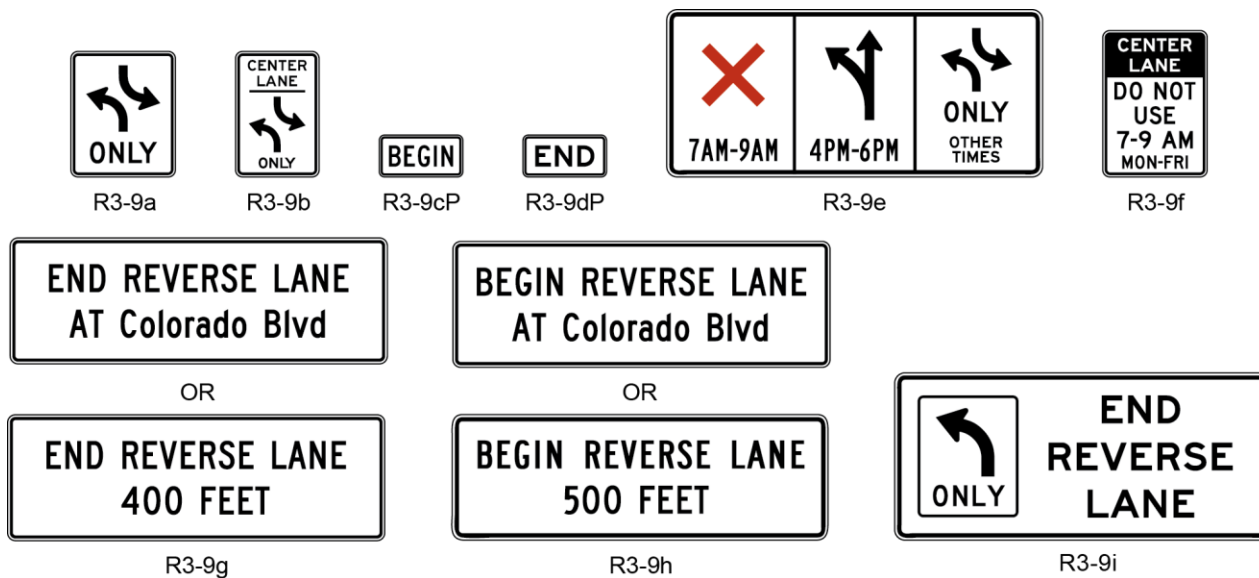 ONLY
R3-9a
CENTER
LANE
ONLY
R3-9b
BEGIN
R3-9cP
END
R3-9dP
7AM-9AM
4PM-6PM
ONLY
OTHER
TIMES
R3-9e
CENTER
LANE
DO NOT
USE
7-9 AM
MON-FRI
R3-9f
END REVERSE LANE
AT Colorado Blvd
OR
END REVERSE LANE
400 FEET
R3-9g
BEGIN REVERSE LANE
AT Colorado Blvd
OR
BEGIN REVERSE LANE
500 FEET
R3-9h
ONLY
END
REVERSE
LANE
R3-9i